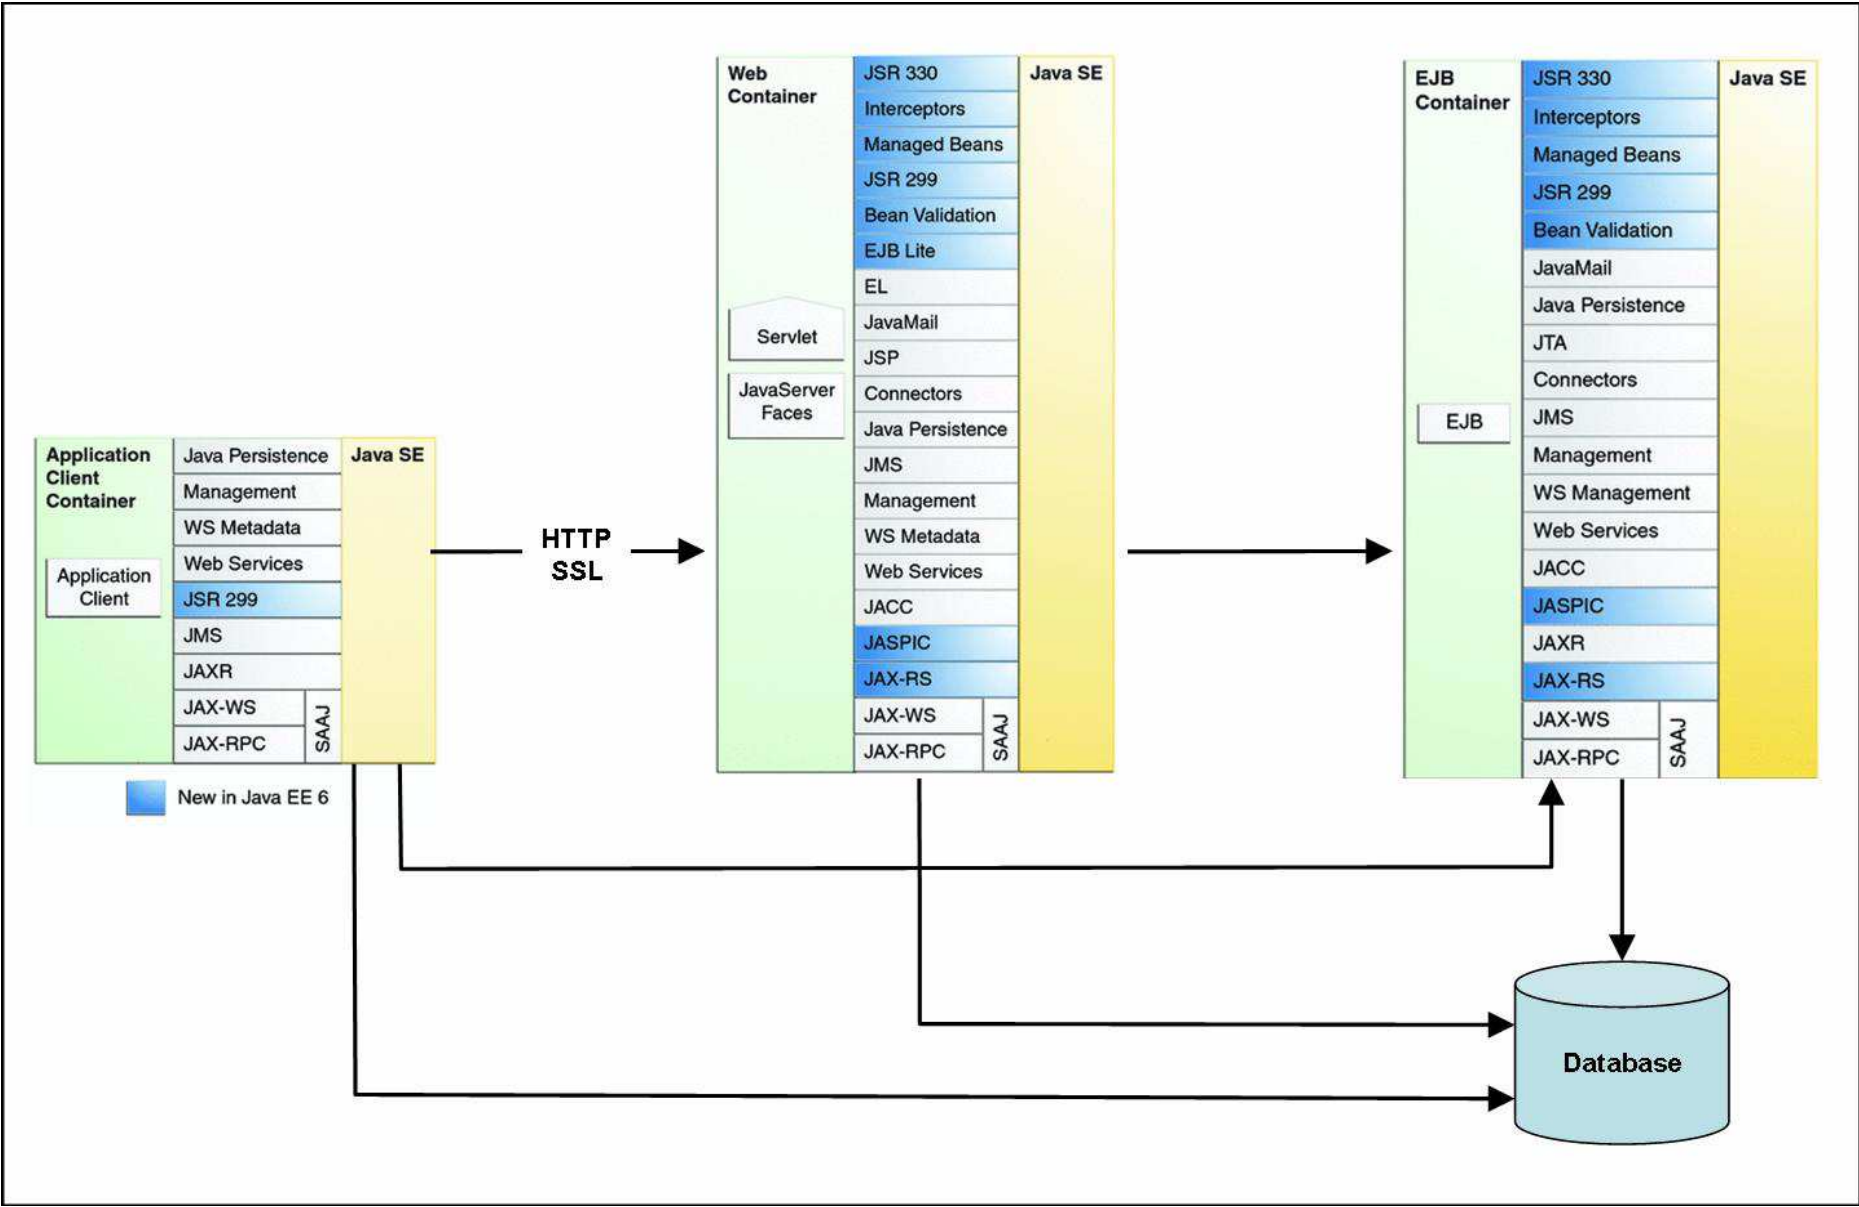 Application
Client
Container
Application
Client
Java Persistence
Management
WS Metadata
Web Services
JSR 299
JMS
JAXR
JAX-WS
JAX-RPC
SAAJ
Java SE
New in Java EE 6
HTTP
SSL
Web
Container
Servlet
JavaServer
Faces
JSR 330
Interceptors
Managed Beans
JSR 299
Bean Validation
EJB Lite
EL
JavaMail
JSP
Connectors
Java Persistence
JMS
Management
WS Metadata
Web Services
JACC
JASPIC
JAX-RS
JAX-WS
JAX-RPC
SAAJ
Java SE
EJB
Container
EJB
JSR 330
Interceptors
Managed Beans
JSR 299
Bean Validation
JavaMail
Java Persistence
JTA
Connectors
JMS
Management
WS Management
Web Services
JACC
JASPIC
JAXR
JAX-RS
JAX-WS
JAX-RPC
SAAJ
Java SE
Database